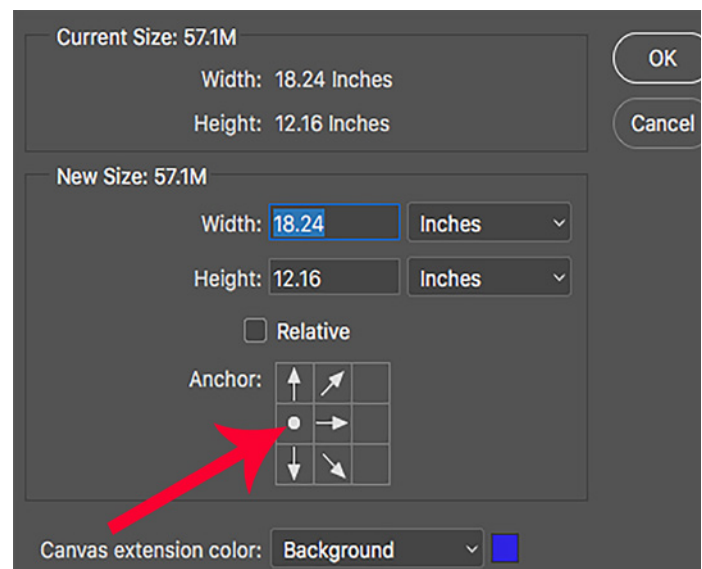 Current Size: 57.1M
OK
Width: 18.24 Inches
Height: 12.16 Inches
Cancel
New Size: 57.1M
Width: 18.24 Inches
Height: 12.16 Inches
Relative
Anchor:
Canvas extension color: Background